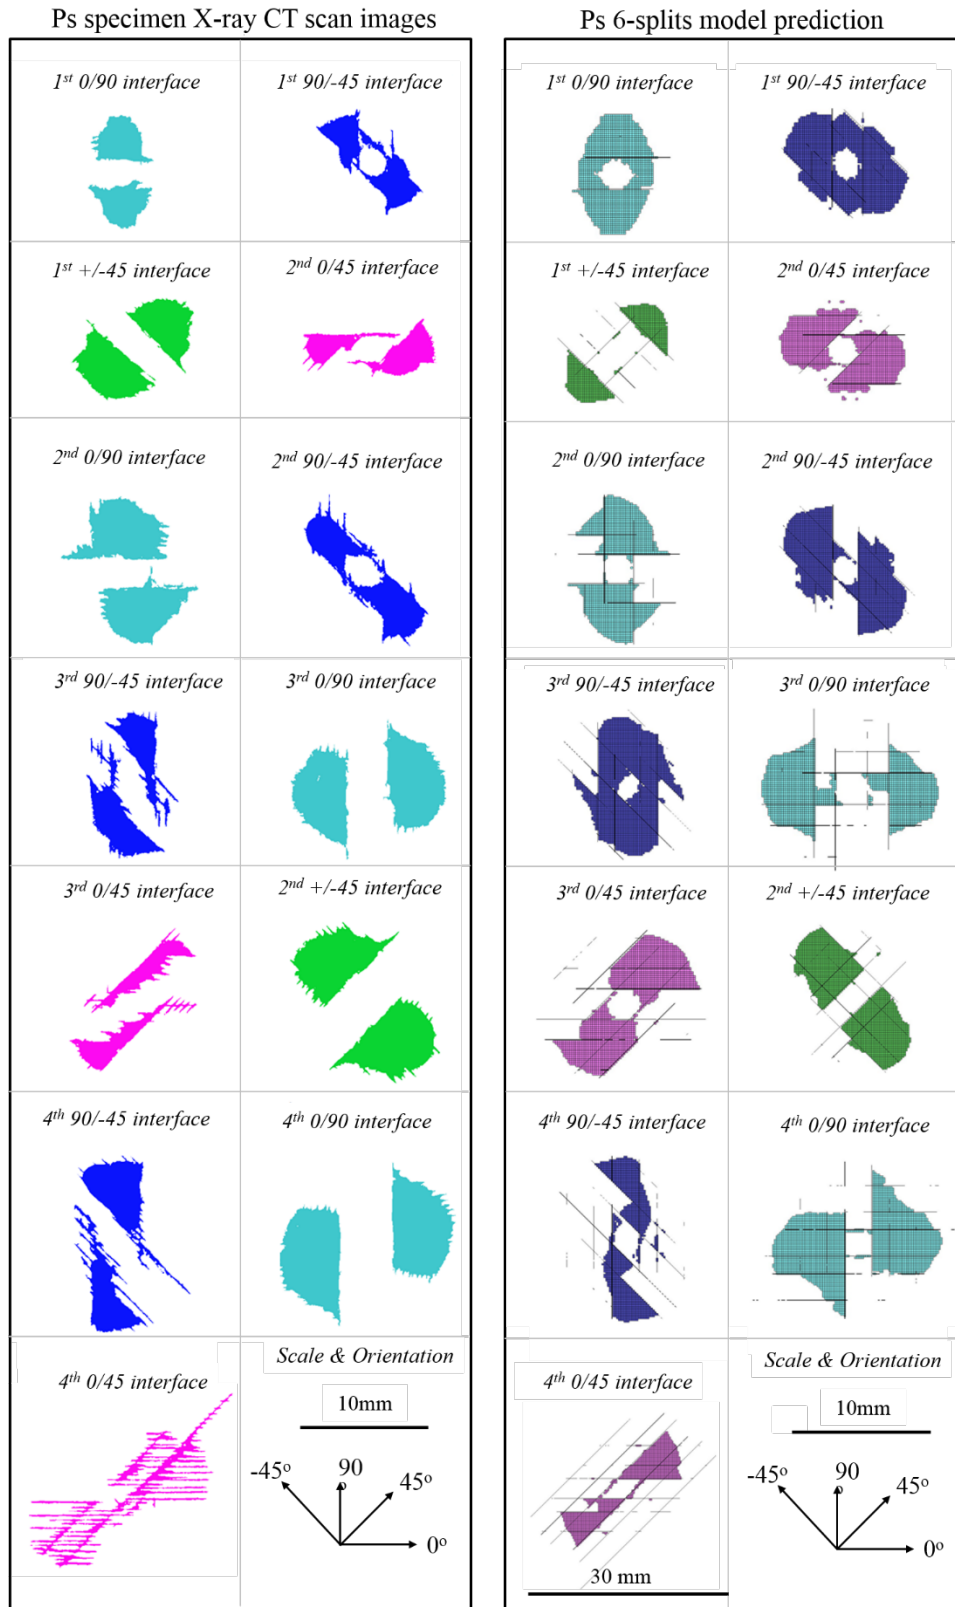 Ps specimen X-ray CT scan images
1st 0/90 interface
1st 90/-45 interface
1st +/-45 interface
2nd 0/45 interface
2nd 0/90 interface
2nd 90/-45 interface
3rd 90/-45 interface
3rd 0/90 interface
3rd 0/45 interface
2nd +/-45 interface
4th 90/-45 interface
4th 0/90 interface
4th 0/45 interface
Scale & Orientation
10mm
-45o
90
45o
0o
Ps 6-splits model prediction
1st 0/90 interface
1st 90/-45 interface
1st +/-45 interface
2nd 0/45 interface
2nd 0/90 interface
2nd 90/-45 interface
3rd 90/-45 interface
3rd 0/90 interface
3rd 0/45 interface
2nd +/-45 interface
4th 90/-45 interface
4th 0/90 interface
4th 0/45 interface
30 mm
Scale & Orientation
10mm
-45o
90
45o
0o